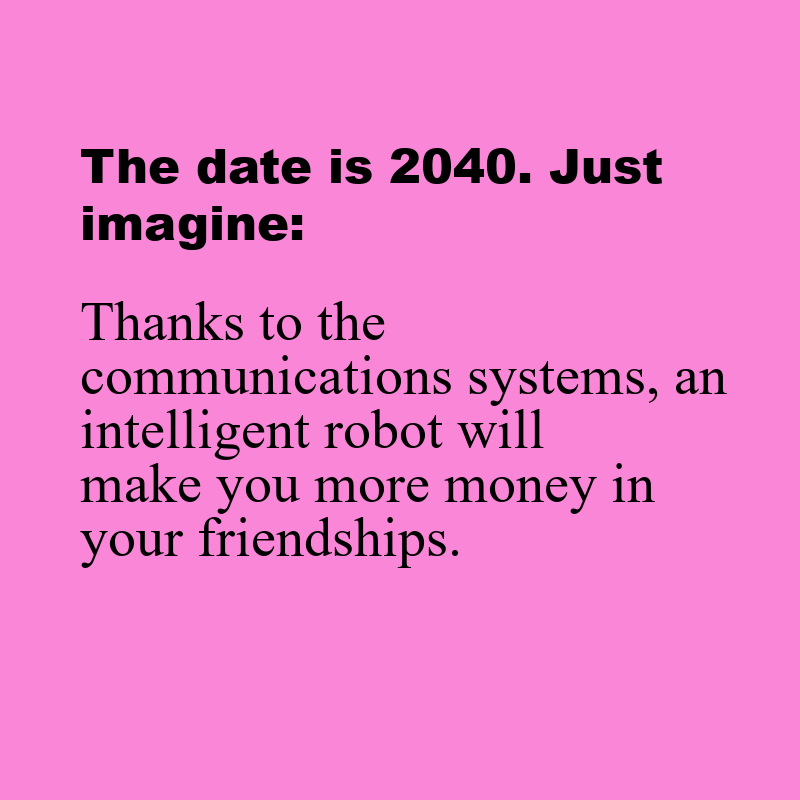 The date is 2040. Just
imagine:
Thanks to the
communications systems, an
intelligent robot will
make you more money in
your friendships.